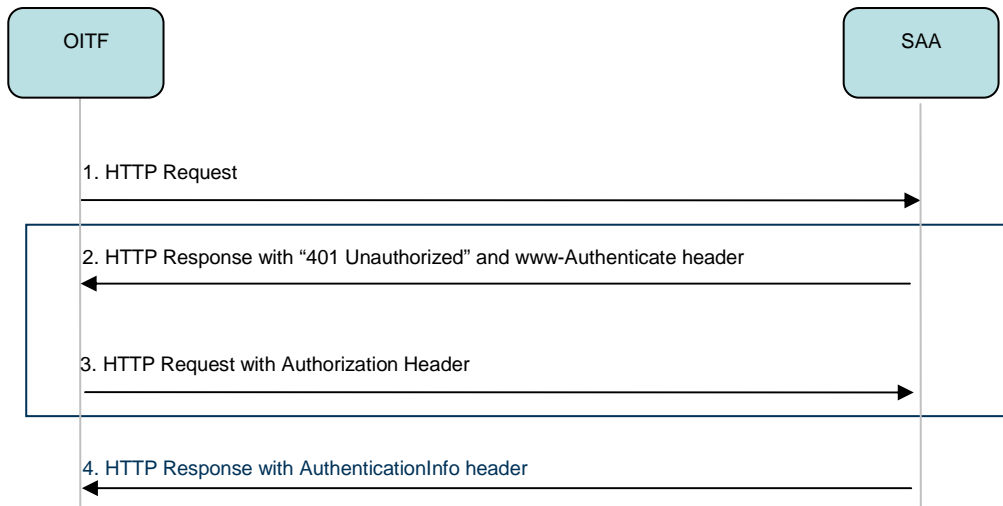 OITF
SAA
1. HTTP Request
2. HTTP Response with “401 Unauthorized” and www-Authenticate header
3. HTTP Request with Authorization Header
4. HTTP Response with AuthenticationInfo header